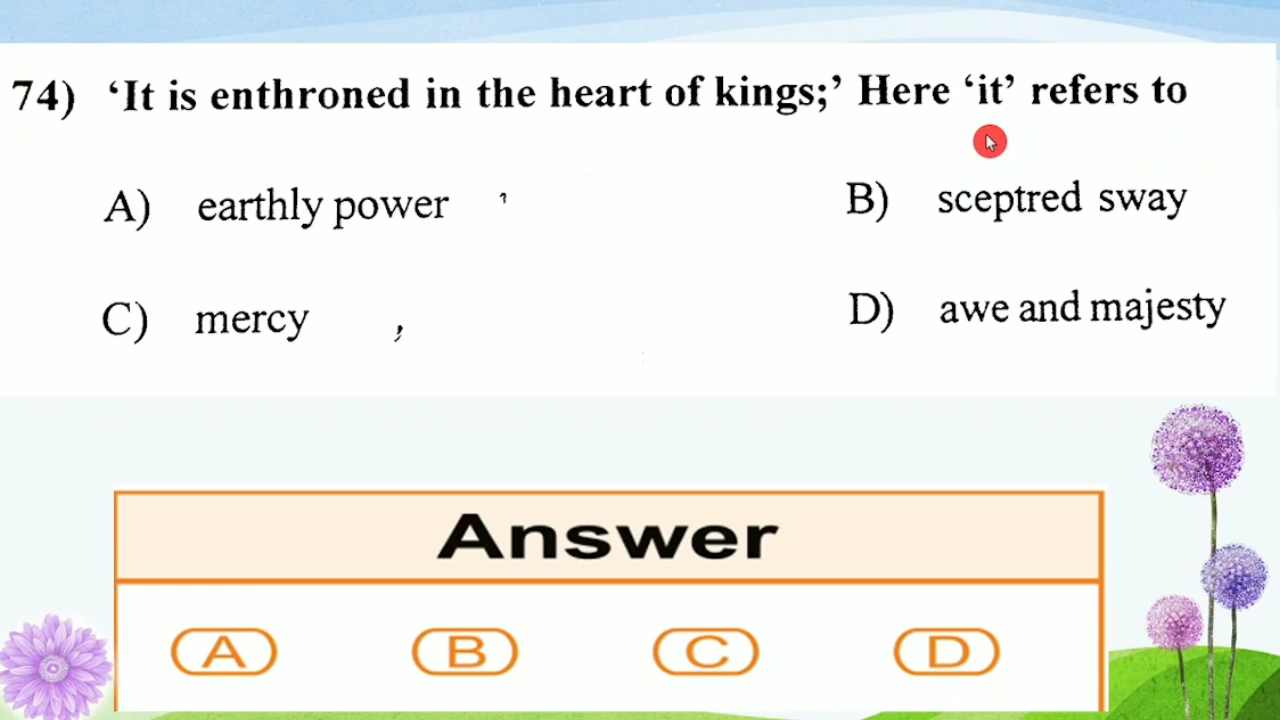 74) ‘It is enthroned in the heart of kings;’ Here ‘it’ refers to
A) earthly power B) sceptred sway
C) mercy D) awe and majesty
Answer
A B C D